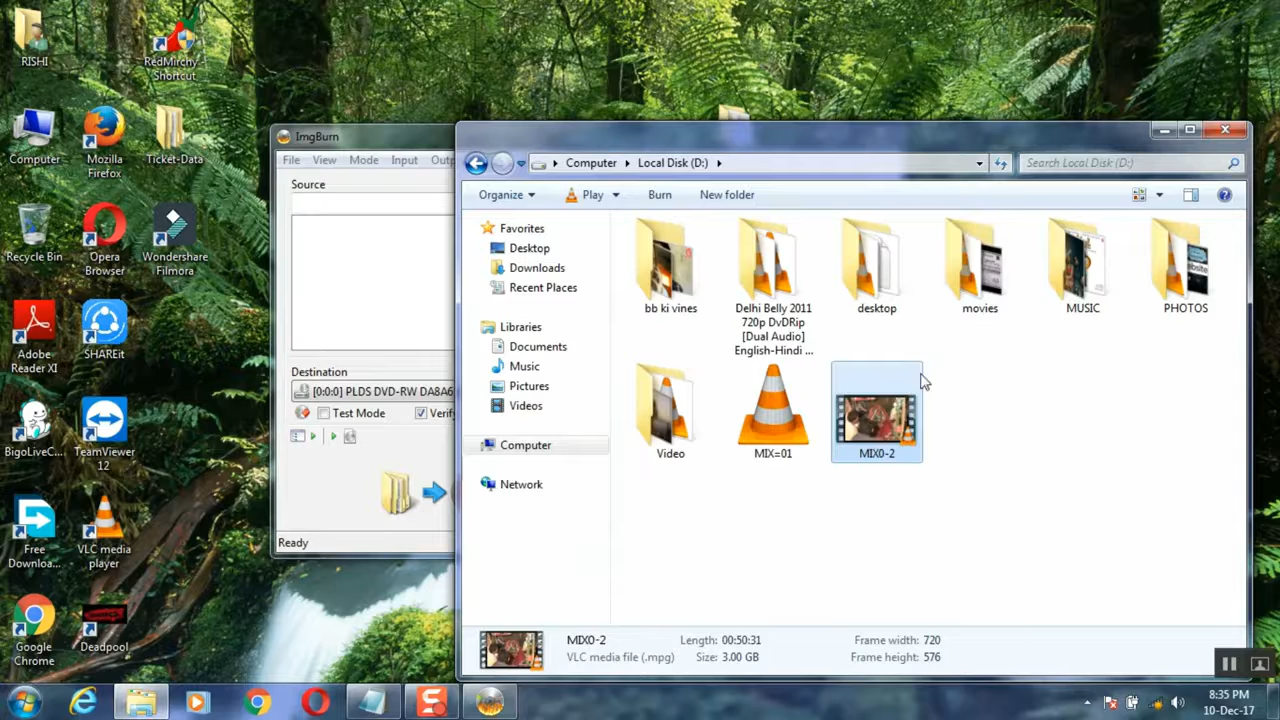 RISHI
RedMirchy -
Shortcut
Computer
Mozilla
Firefox
Ticket-Data
Recycle Bin
Opera
Browser
Wondershare
Filmora
Adobe
Reader XI
SHAREit
BigoLiveC...
TeamViewer
12
Free
Downloa...
VLC media
player
Google
Chrome
Deadpool
ImgBurn
File View Mode Input
Source
Destination
[0:0:0] PLDS DVD-RW DA8A6
Test Mode
Ready
Computer Local Disk (D:)
Search Local Disk (D:)
Organize Play Burn New folder
Favorites
Desktop
Downloads
Recent Places
Libraries
Documents
Music
Pictures
Videos
Computer
Network
bb ki vines
Delhi Belly 2011
720p DvDRip
[Dual Audio]
English-Hindi ...
desktop
movies
MUSIC
PHOTOS
Video
MIX=01
MIX0-2
MIX0-2 Length: 00:50:31 Frame width: 720
VLC media file (.mpg) Size: 3.00 GB Frame height: 576
8:35 PM
10-Dec-17